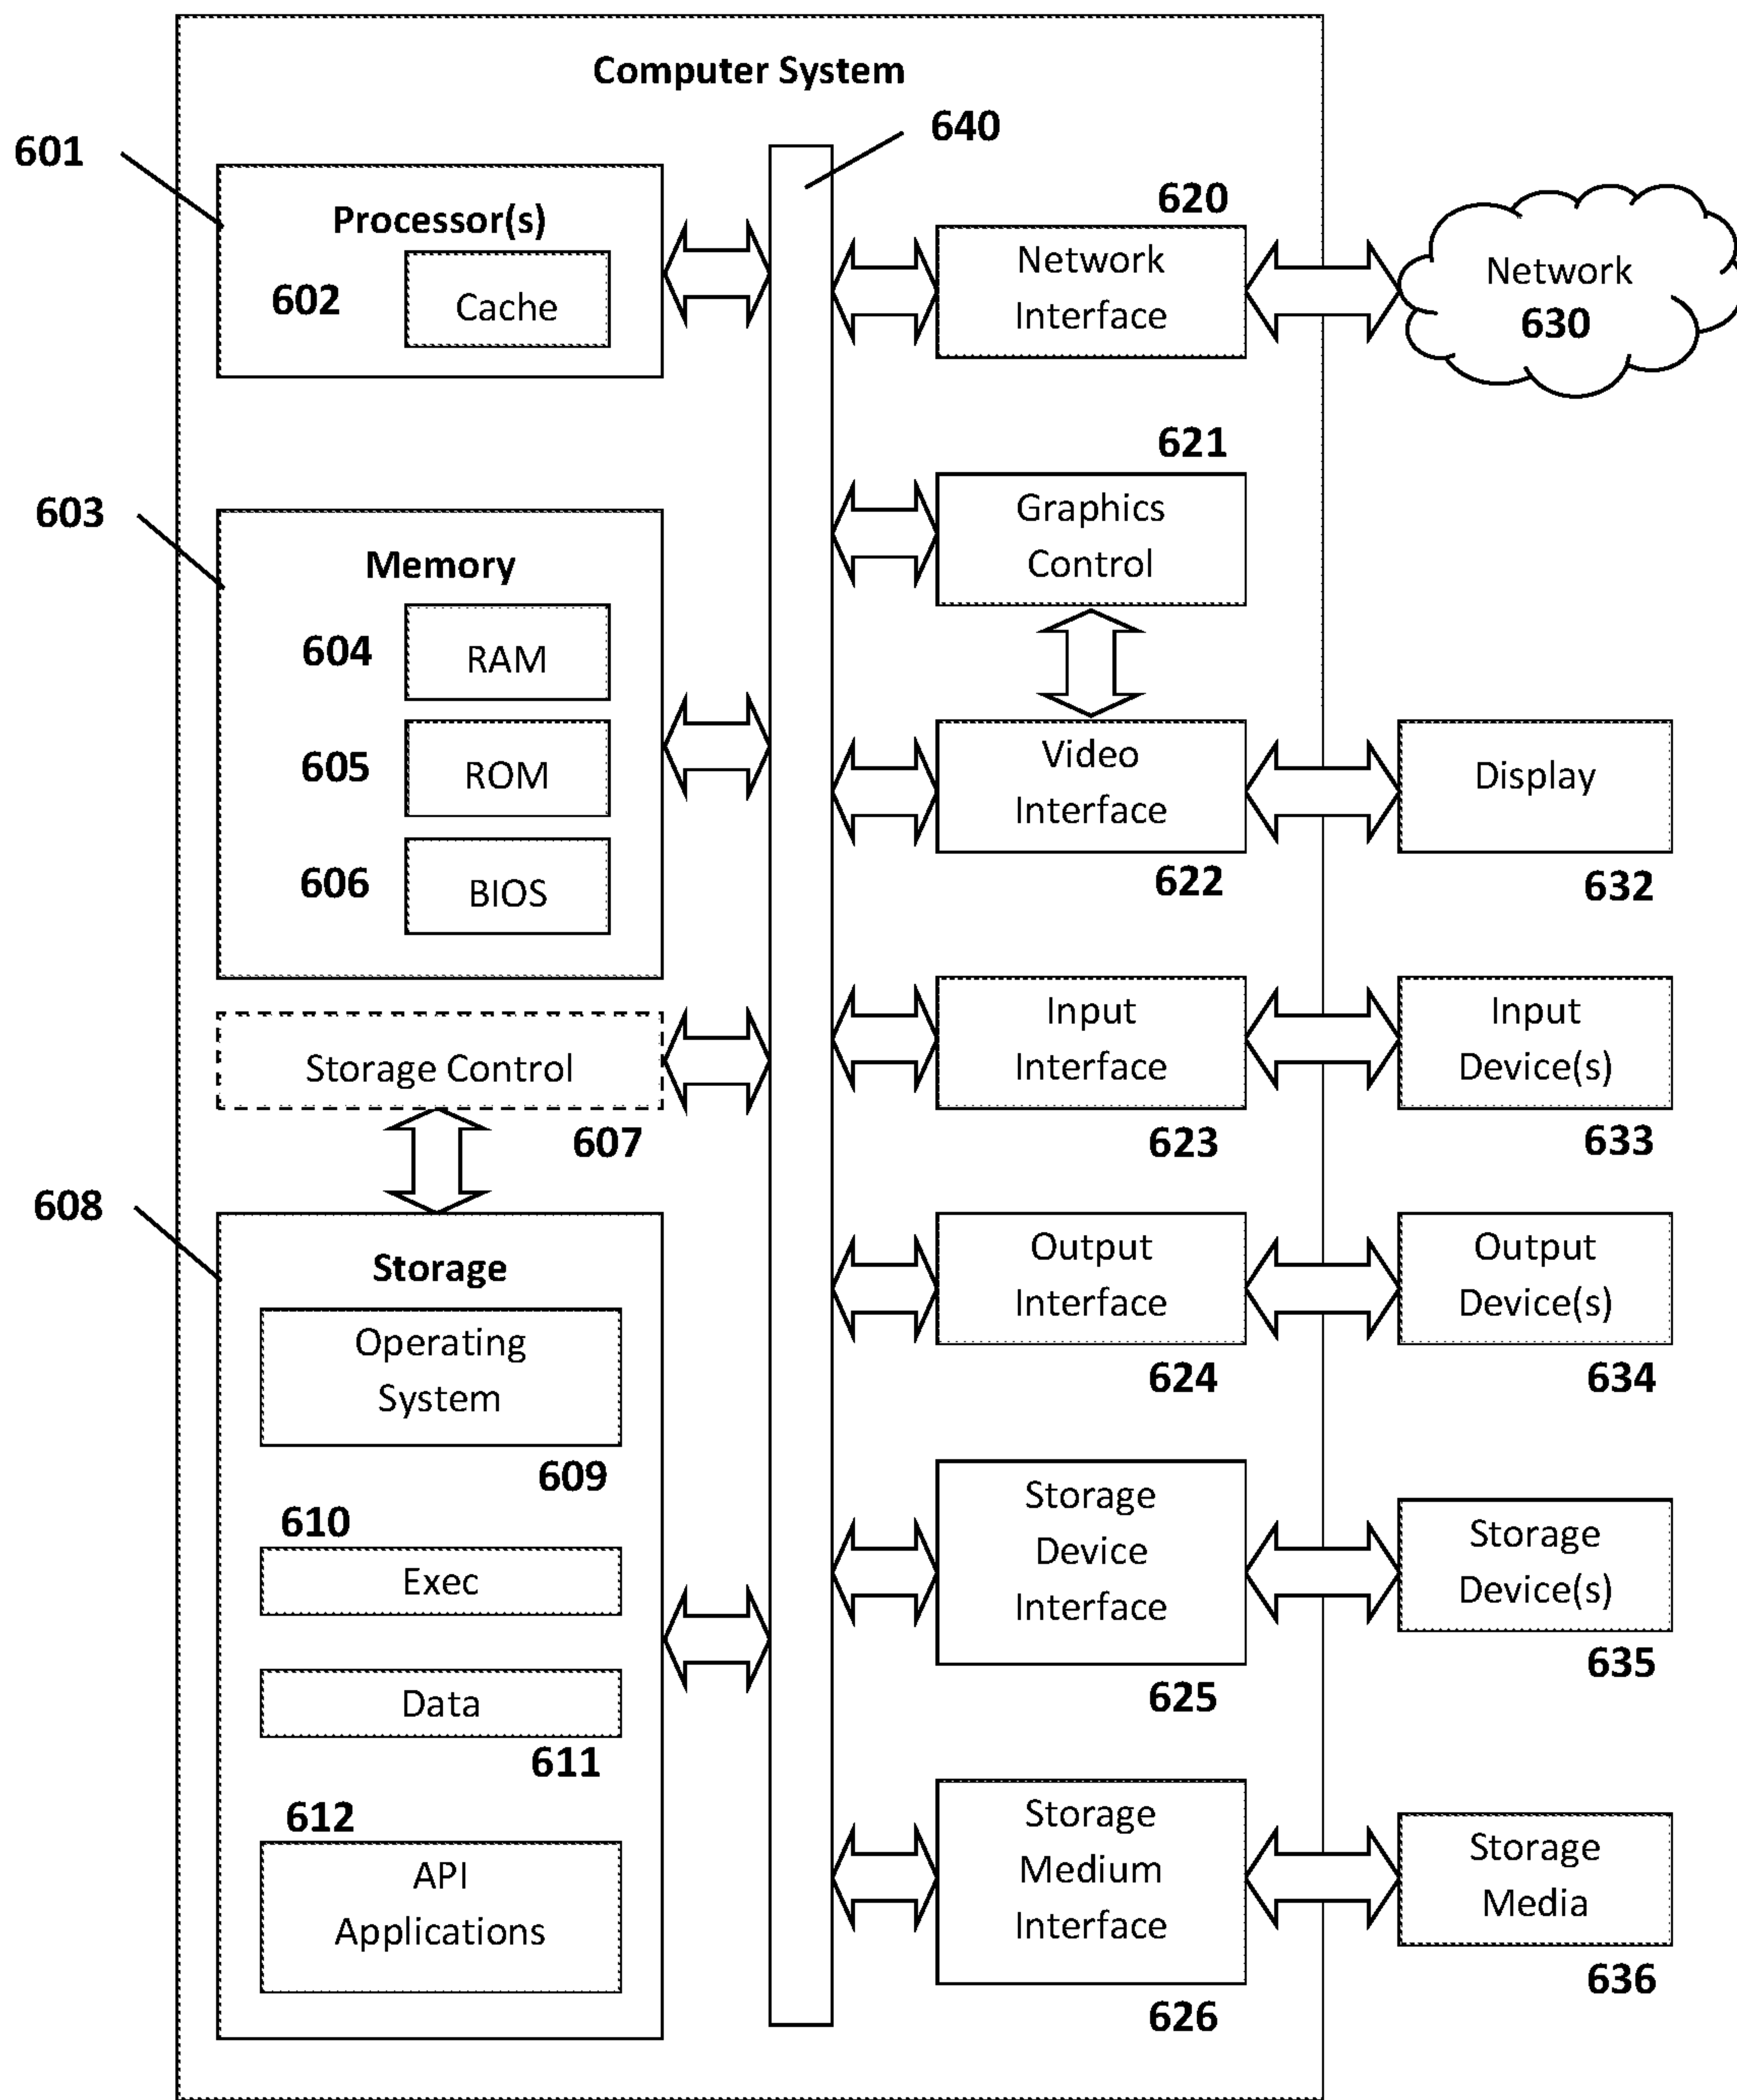 Computer System
640
601
Processor(s)
602
Cache
603
Memory
604
RAM
605
ROM
606
BIOS
Storage Control
607
608
Storage
Operating
System
609
610
Exec
Data
611
612
API
Applications
620
Network
Interface
Network
630
621
Graphics
Control
Video
Interface
622
Display
632
Input
Interface
623
Input
Device(s)
633
Output
Interface
624
Output
Device(s)
634
Storage
Device
Interface
625
Storage
Device(s)
635
Storage
Medium
Interface
626
Storage
Media
636